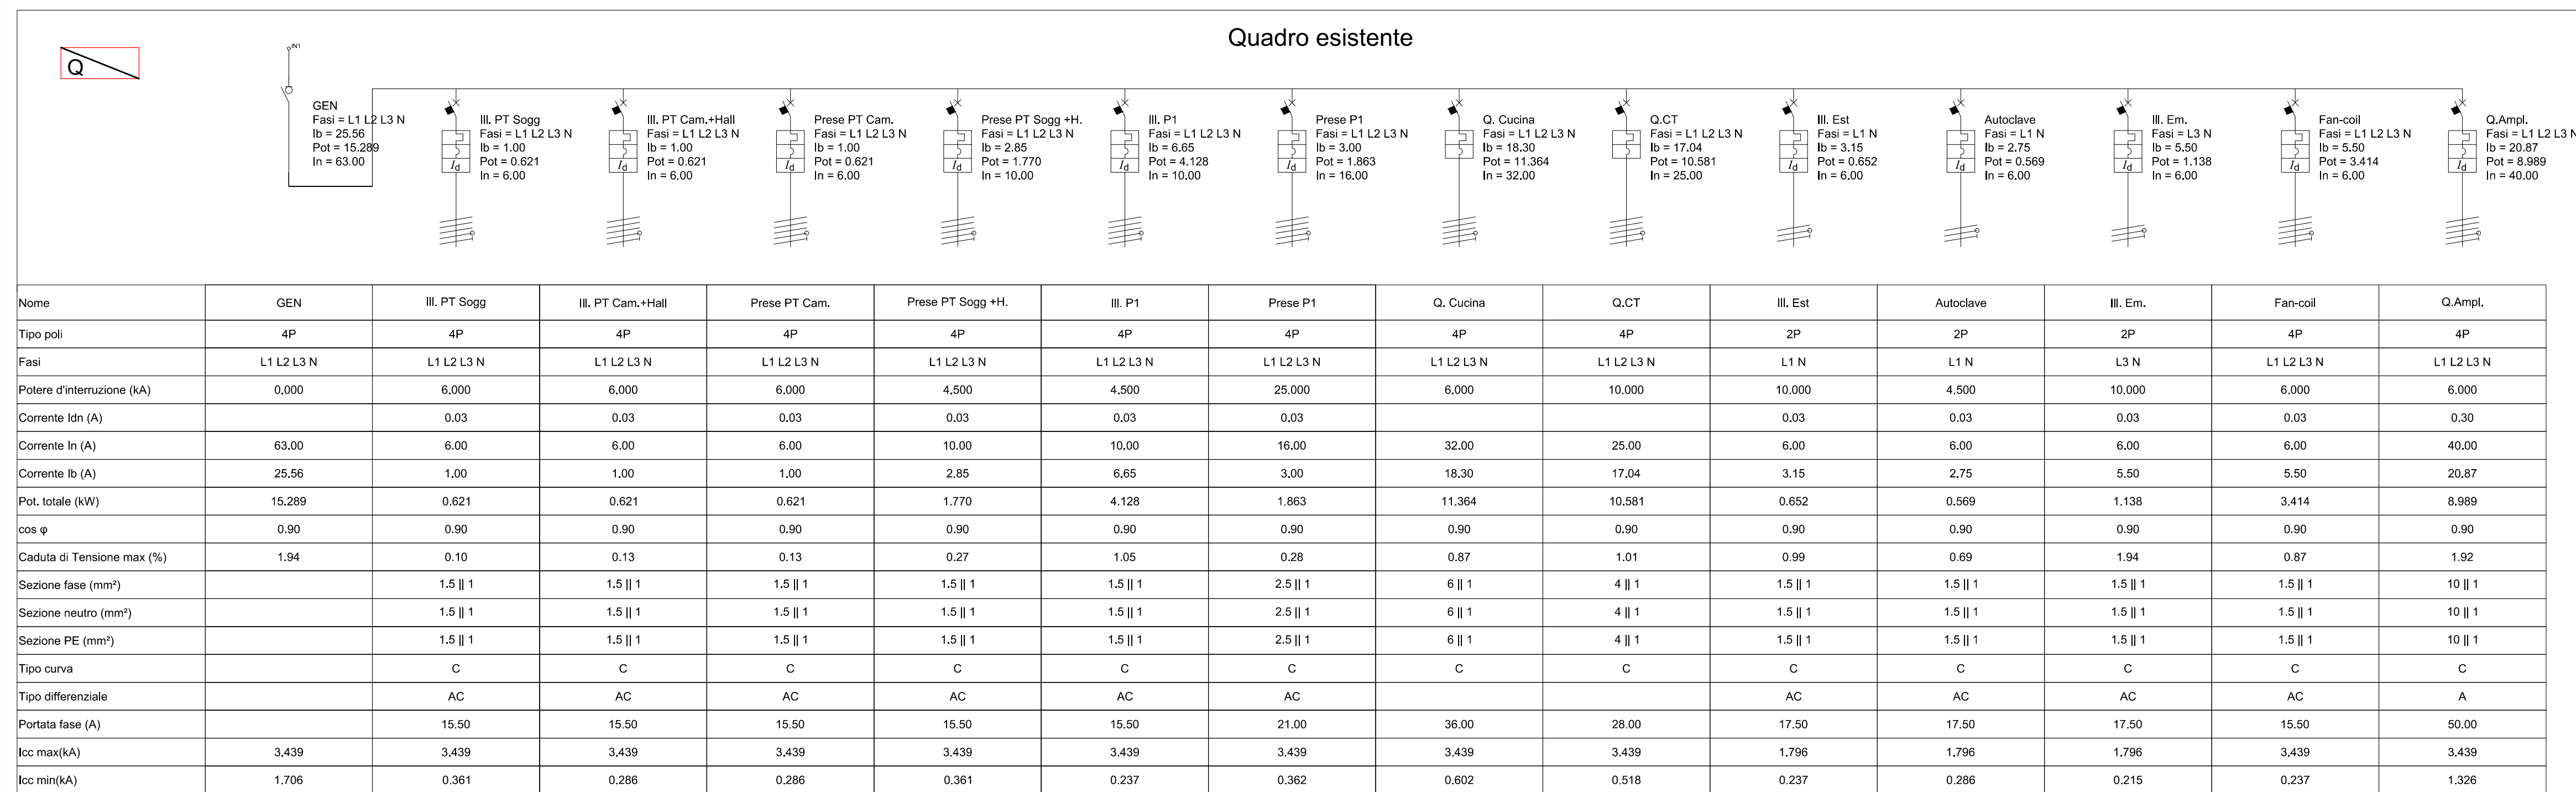 Quadro esistente
Q
IN1
GEN
Fasi = L1 L2 L3 N
Ib = 25.56
Pot = 15.289
In = 63.00
Ill. PT Sogg
Fasi = L1 L2 L3 N
Ib = 1.00
Pot = 0.621
In = 6.00
Id
Ill. PT Cam.+Hall
Fasi = L1 L2 L3 N
Ib = 1.00
Pot = 0.621
In = 6.00
Id
Prese PT Cam.
Fasi = L1 L2 L3 N
Ib = 1.00
Pot = 0.621
In = 6.00
Id
Prese PT Sogg +H.
Fasi = L1 L2 L3 N
Ib = 2.85
Pot = 1.770
In = 10.00
Id
Ill. P1
Fasi = L1 L2 L3 N
Ib = 6.65
Pot = 4.128
In = 10.00
Id
Prese P1
Fasi = L1 L2 L3 N
Ib = 3.00
Pot = 1.863
In = 16.00
Id
Q. Cucina
Fasi = L1 L2 L3 N
Ib = 18.30
Pot = 11.364
In = 32.00
Q.CT
Fasi = L1 L2 L3 N
Ib = 17.04
Pot = 10.581
In = 25.00
Ill. Est
Fasi = L1 N
Ib = 3.15
Pot = 0.652
In = 6.00
Id
Autoclave
Fasi = L1 N
Ib = 2.75
Pot = 0.569
In = 6.00
Id
Ill. Em.
Fasi = L3 N
Ib = 5.50
Pot = 1.138
In = 6.00
Id
Fan-coil
Fasi = L1 L2 L3 N
Ib = 5.50
Pot = 3.414
In = 6.00
Id
Q.Ampl.
Fasi = L1 L2 L3 N
Ib = 20.87
Pot = 8.989
In = 40.00
Id
Nome GEN Ill. PT Sogg Ill. PT Cam.+Hall Prese PT Cam. Prese PT Sogg +H. Ill. P1 Prese P1 Q. Cucina Q.CT Ill. Est Autoclave Ill. Em. Fan-coil Q.Ampl.
Tipo poli 4P 4P 4P 4P 4P 4P 4P 4P 4P 2P 2P 2P 4P 4P
Fasi L1 L2 L3 N L1 L2 L3 N L1 L2 L3 N L1 L2 L3 N L1 L2 L3 N L1 L2 L3 N L1 L2 L3 N L1 L2 L3 N L1 L2 L3 N L1 N L1 N L3 N L1 L2 L3 N L1 L2 L3 N
Potere d'interruzione (kA) 0,000 6,000 6,000 6,000 4,500 4,500 25,000 6,000 10,000 10,000 4,500 10,000 6,000 6,000
Corrente Idn (A) 0.03 0.03 0.03 0.03 0.03 0.03 0.03 0.03 0.03 0.03 0.30
Corrente In (A) 63.00 6.00 6.00 6.00 10.00 10.00 16.00 32.00 25.00 6.00 6.00 6.00 6.00 40.00
Corrente Ib (A) 25.56 1.00 1.00 1.00 2.85 6.65 3.00 18.30 17.04 3.15 2.75 5.50 5.50 20.87
Pot. totale (kW) 15.289 0.621 0.621 0.621 1.770 4.128 1.863 11.364 10.581 0.652 0.569 1.138 3.414 8.989
cos φ 0.90 0.90 0.90 0.90 0.90 0.90 0.90 0.90 0.90 0.90 0.90 0.90 0.90 0.90
Caduta di Tensione max (%) 1.94 0.10 0.13 0.13 0.27 1.05 0.28 0.87 1.01 0.99 0.69 1.94 0.87 1.92
Sezione fase (mm²) 1.5 || 1 1.5 || 1 1.5 || 1 1.5 || 1 1.5 || 1 2.5 || 1 6 || 1 4 || 1 1.5 || 1 1.5 || 1 1.5 || 1 1.5 || 1 10 || 1
Sezione neutro (mm²) 1.5 || 1 1.5 || 1 1.5 || 1 1.5 || 1 1.5 || 1 2.5 || 1 6 || 1 4 || 1 1.5 || 1 1.5 || 1 1.5 || 1 1.5 || 1 10 || 1
Sezione PE (mm²) 1.5 || 1 1.5 || 1 1.5 || 1 1.5 || 1 1.5 || 1 2.5 || 1 6 || 1 4 || 1 1.5 || 1 1.5 || 1 1.5 || 1 1.5 || 1 10 || 1
Tipo curva C C C C C C C C C C C C C
Tipo differenziale AC AC AC AC AC AC AC AC AC AC A
Portata fase (A) 15.50 15.50 15.50 15.50 15.50 21.00 36.00 28.00 17.50 17.50 17.50 15.50 50.00
Icc max(kA) 3.439 3.439 3.439 3.439 3.439 3.439 3.439 3.439 3.439 1.796 1.796 1.796 3.439 3.439
Icc min(kA) 1.706 0.361 0.286 0.286 0.361 0.237 0.362 0.602 0.518 0.237 0.286 0.215 0.237 1.326